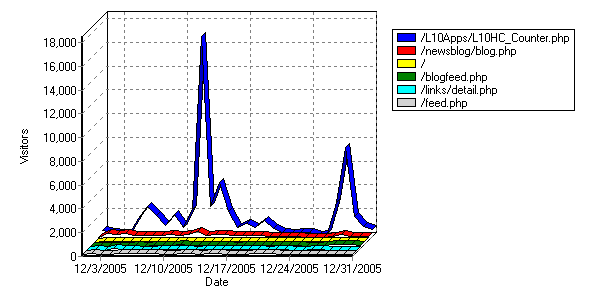 18,000
16,000
14,000
12,000
10,000
8,000
6,000
4,000
2,000
0
Visitors
12/3/2005
12/10/2005
12/17/2005
12/24/2005
12/31/2005
Date
/L10Apps/L10HC_Counter.php
/newsblog/blog.php
/
/blogfeed.php
/links/detail.php
/feed.php